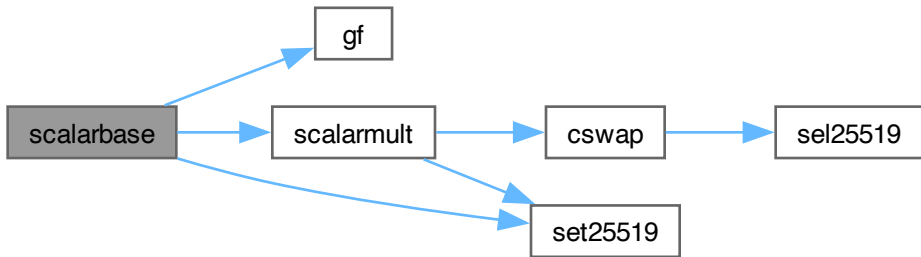 gf
scalarbase
scalarmult
cswap
sel25519
set25519